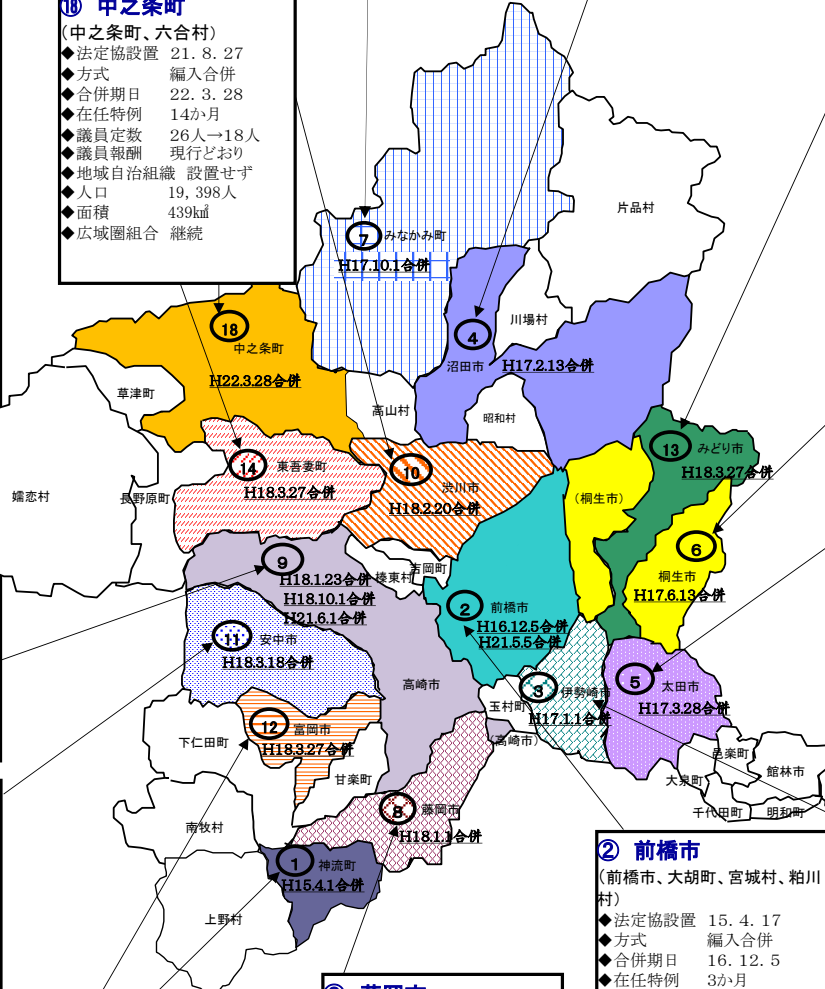 ⑱ 中之条町
(中之条町、六合村)
◆法定協設置 21.8.27
◆方式 編入合併
◆合併期日 22.3.28
◆在任特例 14か月
◆議員定数 26人→18人
◆議員報酬 現行どおり
◆地域自治組織 設置せず
◆人口 19,398人
◆面積 439k㎡
◆広域圏組合 継続
片品村
7 みなかみ町
H17.10.1合併
川場村
18
中之条町
4
沼田市
H17.2.13合併
H22.3.28合併
草津町
高山村
昭和村
13 みどり市
H18.3.27合併
14 東吾妻町
H18.3.27合併
10
渋川市
H18.2.20合併
嬬恋村
長野原町
(桐生市)
6
桐生市
H17.6.13合併
9
H18.1.23合併
H18.10.1合併
H21.6.1合併
榛東村
吉岡町
2 前橋市
H16.12.5合併
H21.5.5合併
11 安中市
H18.3.18合併
高崎市
3 伊勢崎市
H17.1.1合併
5 太田市
H17.3.28合併
玉村町
(高崎市)
12 富岡市
H18.3.27合併
下仁田町
甘楽町
邑楽町
館林市
大泉町
千代田町
明和町
8 藤岡市
H18.1.1合併
南牧村
1 神流町
H15.4.1合併
上野村
② 前橋市
(前橋市、大胡町、宮城村、粕川
村)
◆法定協設置 15.4.17
◆方式 編入合併
◆合併期日 16.12.5
◆在任特例 3か月